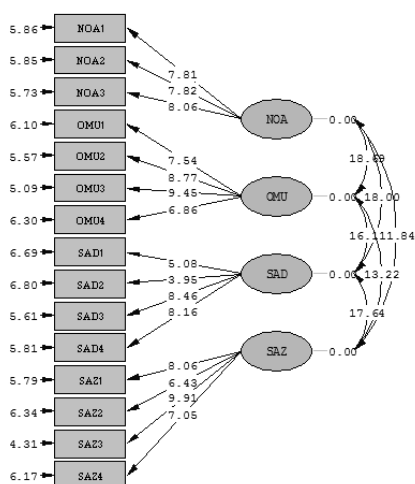 5.86 NOA1
5.85 NOA2
7.81
7.82
5.73 NOA3
8.06
NOA 0.00
6.10 OMU1
7.54
5.57 OMU2
18.69
8.77
5.09 OMU3
9.45
OMU 0.00 18.00
6.86
6.30 OMU4
16.111.84
6.69 SAD1
5.08
SAD 0.00 13.22
6.80 SAD2
3.95
8.46
5.61 SAD3
17.64
8.16
5.81 SAD4
SAZ 0.00
5.79 SAZ1
8.06
6.43
6.34 SAZ2
9.91
7.05
4.31 SAZ3
6.17 SAZ4